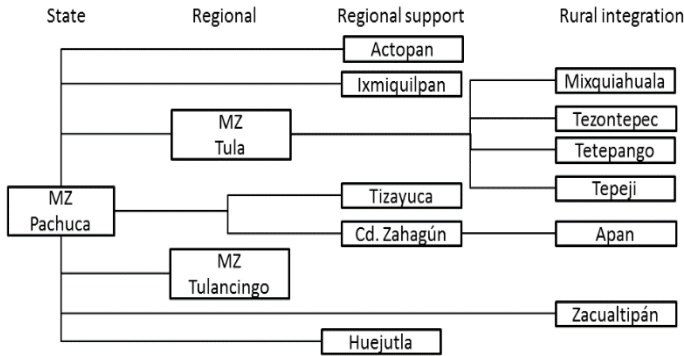 State Regional Regional support Rural integration
Actopan
Ixmiquilpan
Mixquiahuala
MZ
Tula
Tezontepec
Tetepango
Tepeji
MZ
Pachuca
Tizayuca
Cd. Zahagún
Apan
MZ
Tulancingo
Zacualtipán
Huejutla